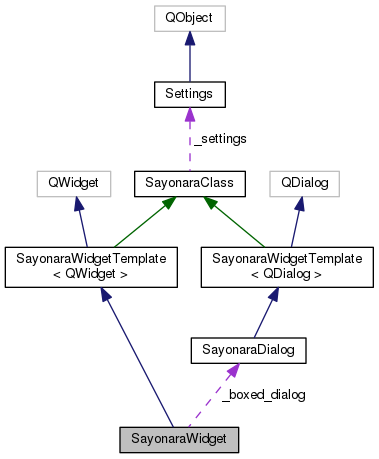 QObject
Settings
_settings
QWidget
SayonaraClass
QDialog
SayonaraWidgetTemplate
< QWidget >
SayonaraWidgetTemplate
< QDialog >
SayonaraDialog
_boxed_dialog
SayonaraWidget